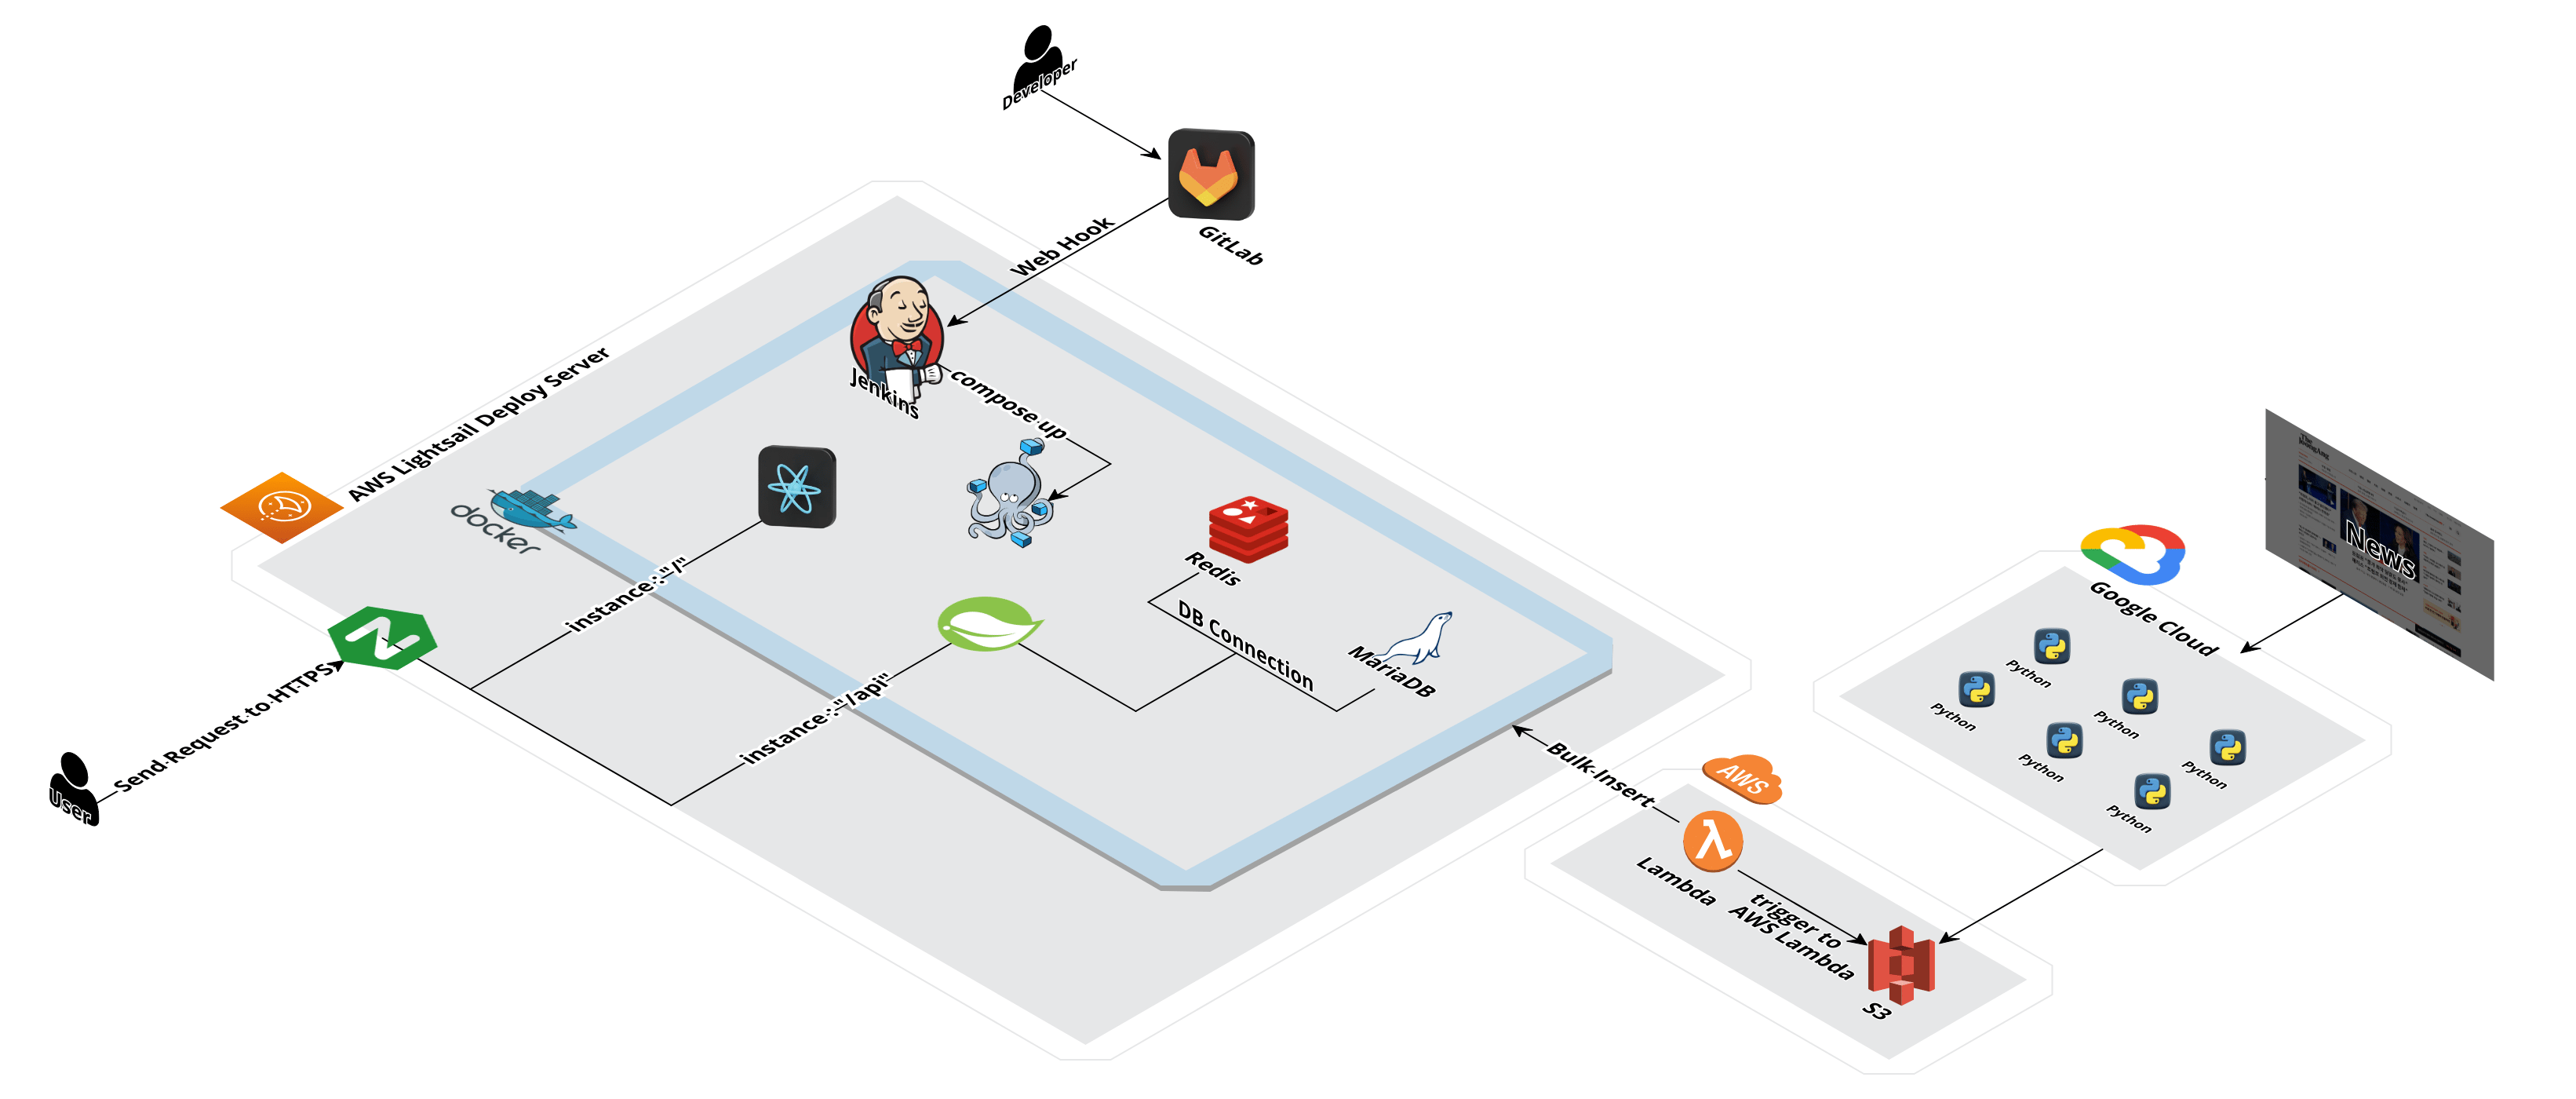 Developer
GitLab
Web Hook
Jenkins
compose up
AWS Lightsail Deploy Server
docker
instance : "/"
Redis
DB Connection
MariaDB
instance : "/api"
Send Request to HTTPS
User
Bulk Insert
AWS
Lambda
trigger to
AWS Lambda
S3
Google Cloud
Python
Python
Python
Python
Python
Python
News
The
JoongAng